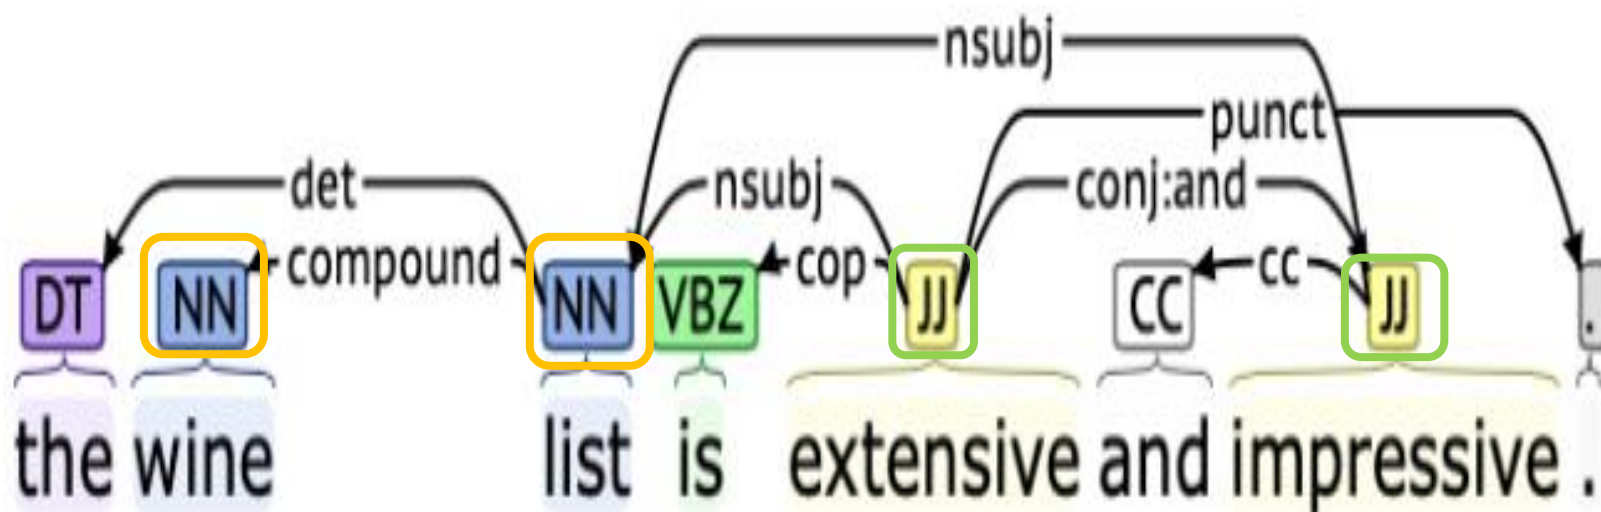 nsubj
punct
det nsubj conj:and
compound cop cc
DT NN NN VBZ JJ CC JJ .
the wine list is extensive and impressive .